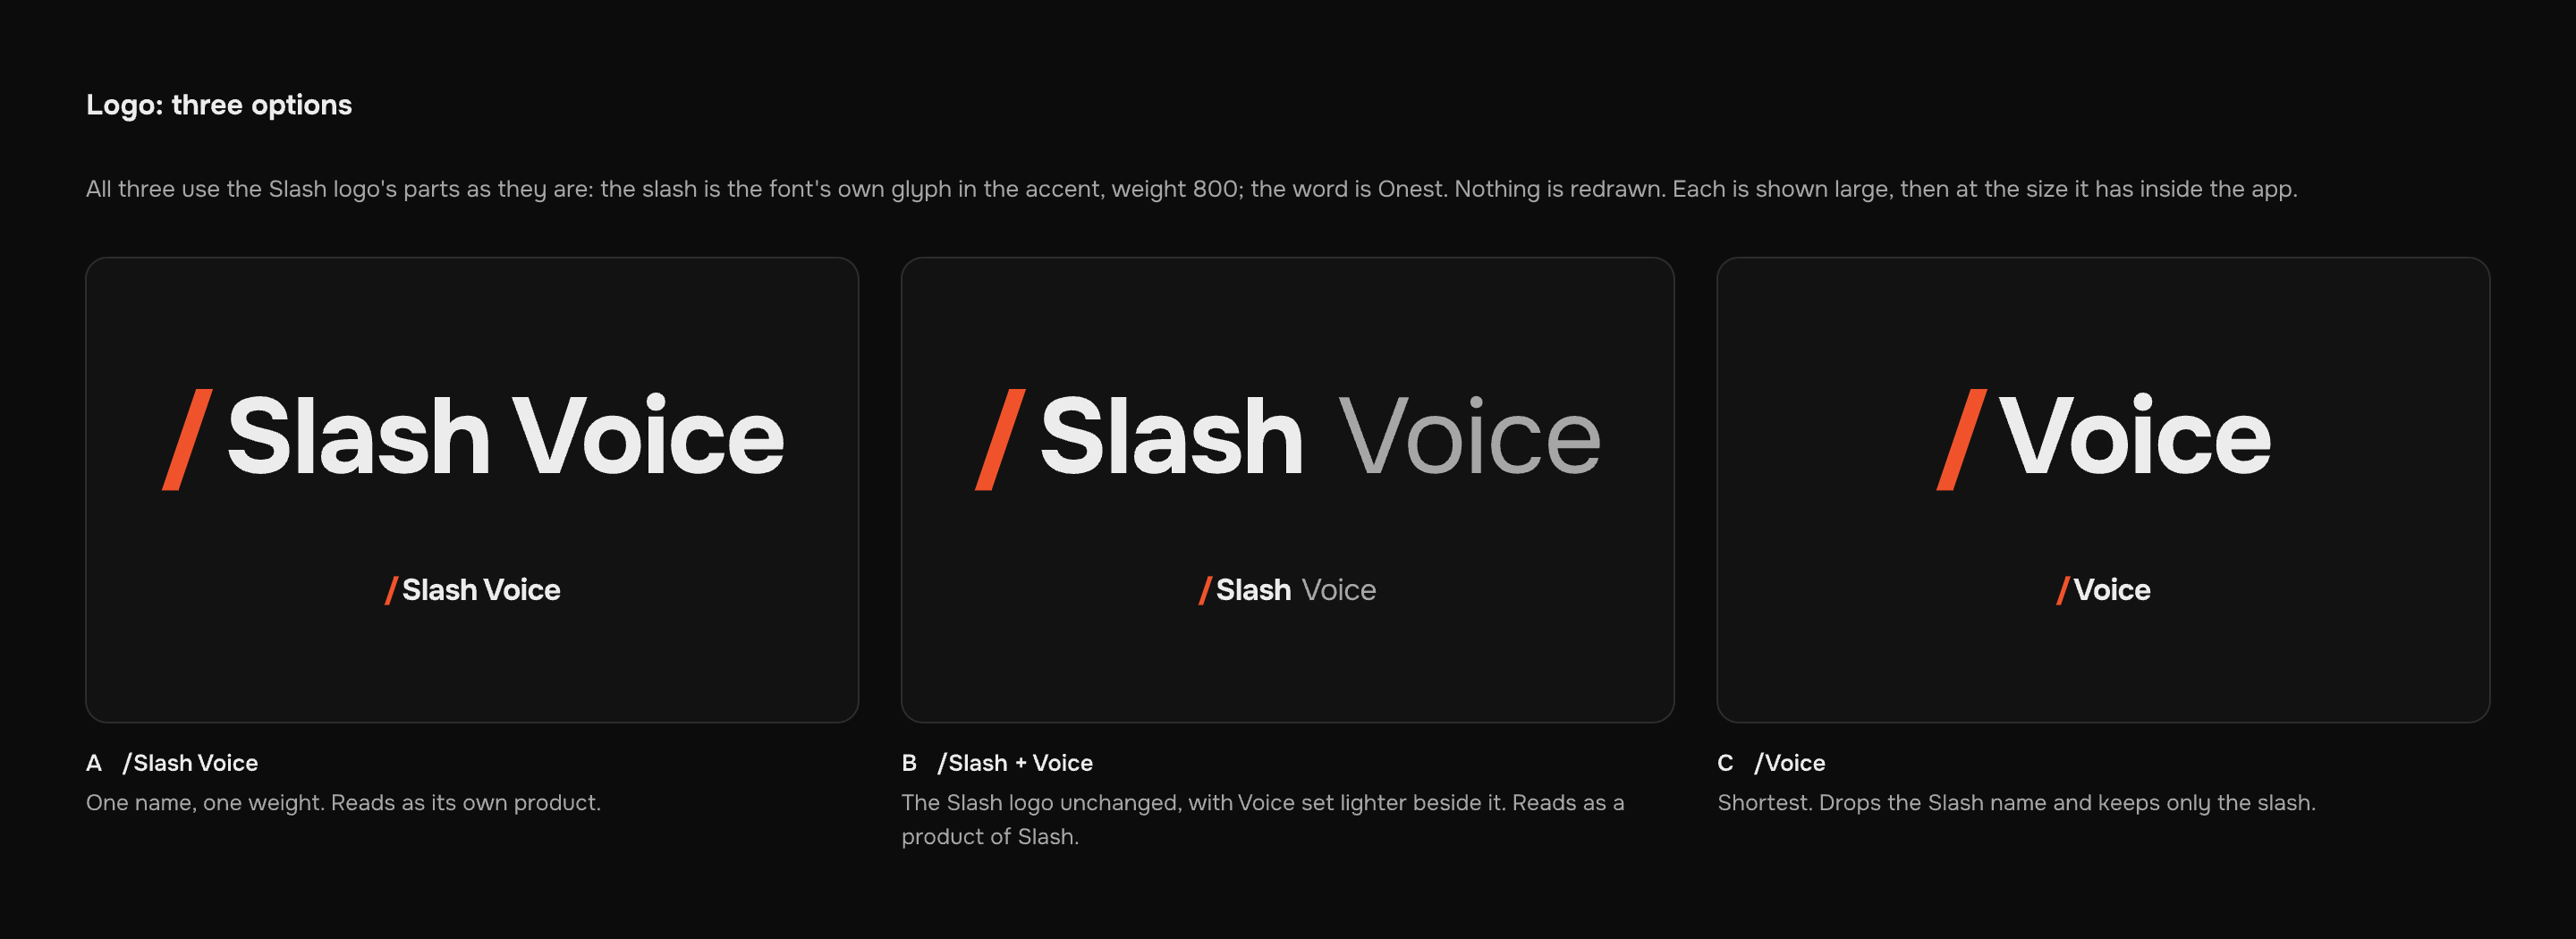 Logo: three options
All three use the Slash logo's parts as they are: the slash is the font's own glyph in the accent, weight 800; the word is Onest. Nothing is redrawn. Each is shown large, then at the size it has inside the app.
/Slash Voice
/Slash Voice
A /Slash Voice
One name, one weight. Reads as its own product.
/Slash Voice
/Slash Voice
B /Slash + Voice
The Slash logo unchanged, with Voice set lighter beside it. Reads as a
product of Slash.
/Voice
/Voice
C /Voice
Shortest. Drops the Slash name and keeps only the slash.